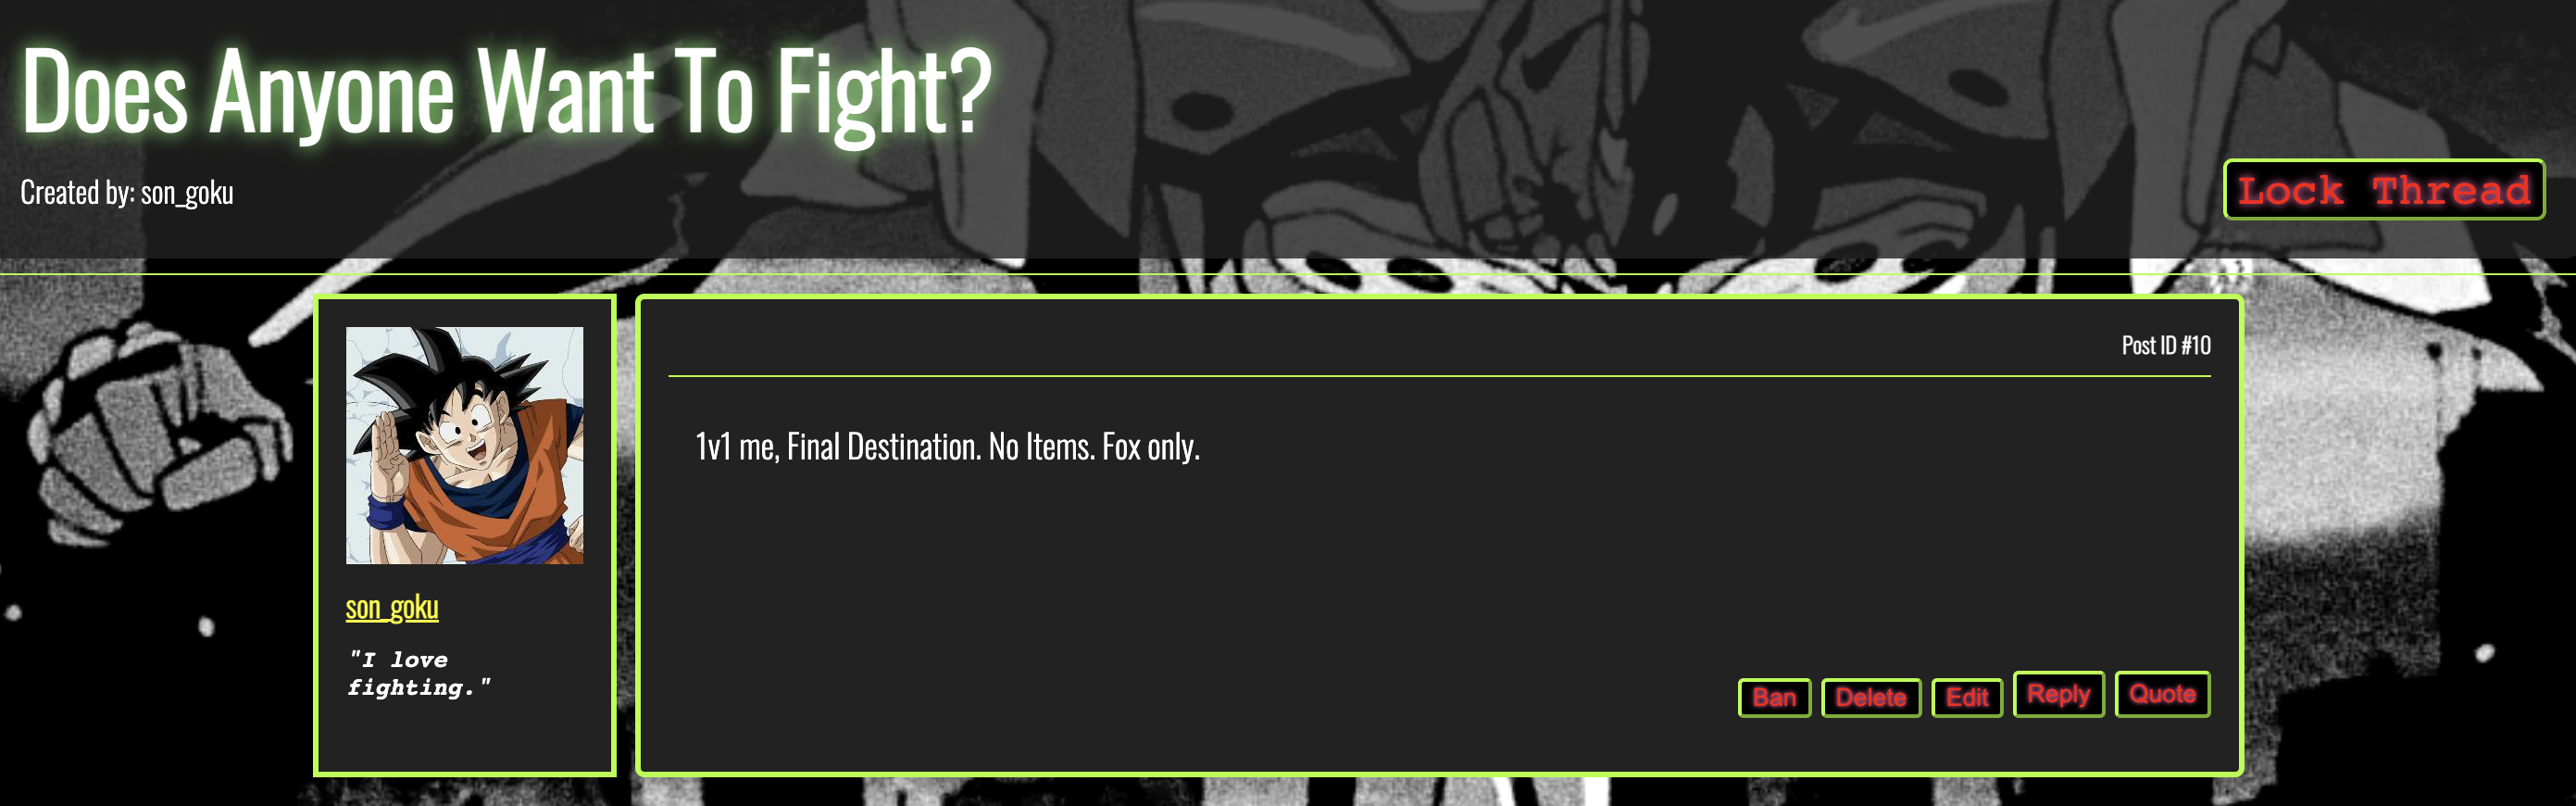 Does Anyone Want To Fight?
Created by: son_goku
Lock Thread
Post ID #10
1v1 me, Final Destination. No Items. Fox only.
son_goku
"I love
fighting."
Ban Delete Edit Reply Quote